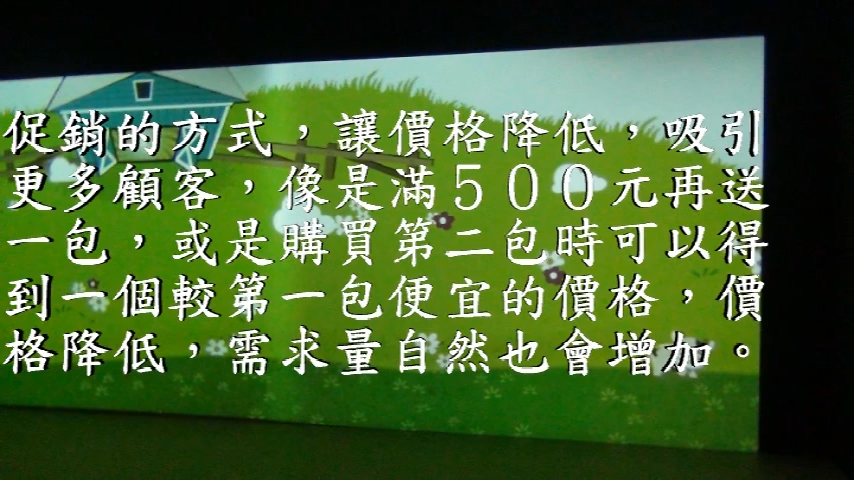 促銷的方式，讓價格降低，吸引
更多顧客，像是滿５００元再送
一包，或是購買第二包時可以得
到一個較第一包便宜的價格，價
格降低，需求量自然也會增加。